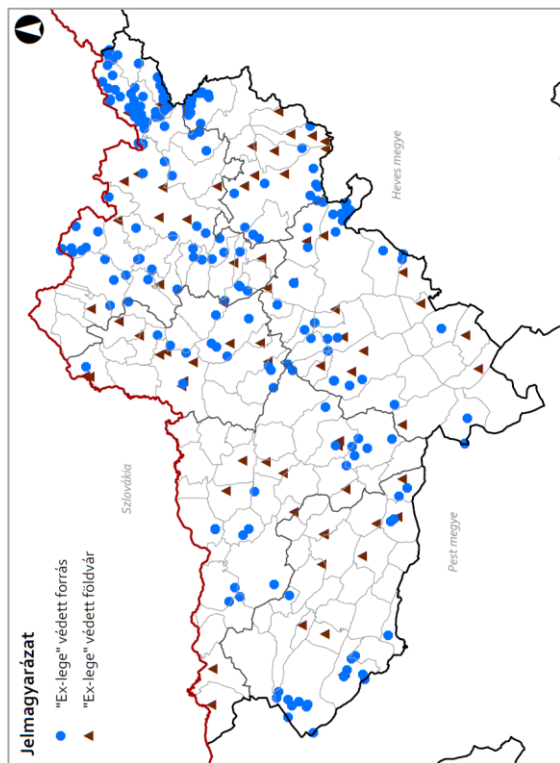 Jelmagyarázat
"Ex-lege" védett forrás
"Ex-lege" védett földvár
Szlovákia
Heves megye
Pest megye